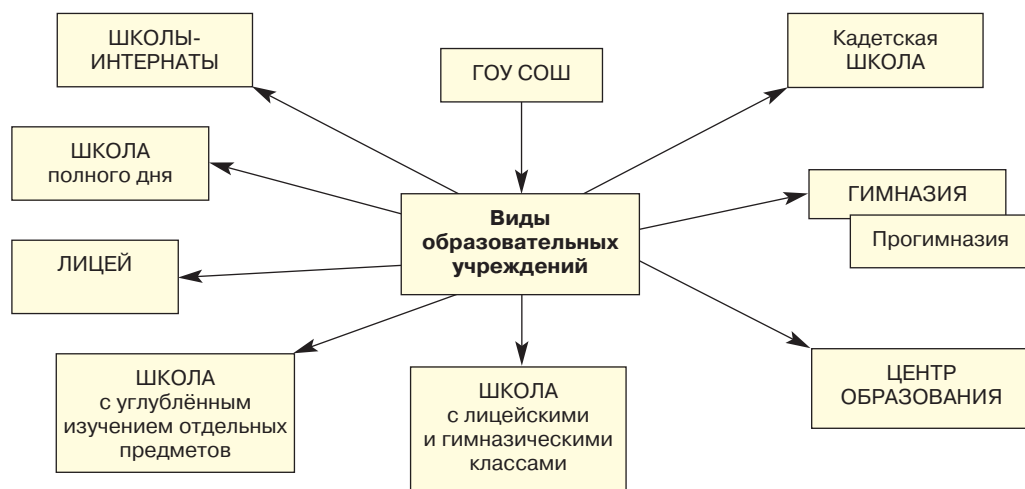 ШКОЛЫ-
ИНТЕРНАТЫ
ГОУ СОШ
Кадетская
ШКОЛА
ШКОЛА
полного дня
Виды
образовательных
учреждений
ГИМНАЗИЯ
Прогимназия
ЛИЦЕЙ
ШКОЛА
с углублённым
изучением отдельных
предметов
ШКОЛА
с лицейскими
и гимназическими
классами
ЦЕНТР
ОБРАЗОВАНИЯ